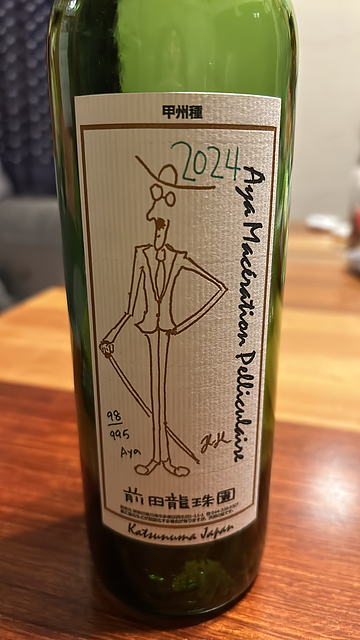 甲州種
2024
Aya Macération Pelliculaire
98
995
Aya
前田龍珠園
Katsunuma Japan